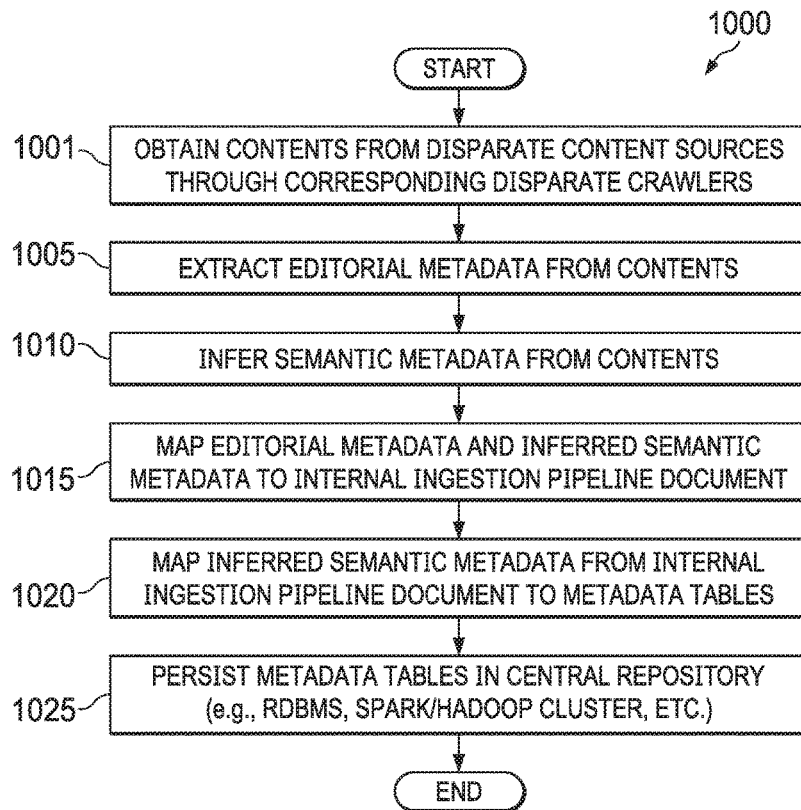 1000
START
1001
OBTAIN CONTENTS FROM DISPARATE CONTENT SOURCES
THROUGH CORRESPONDING DISPARATE CRAWLERS
1005
EXTRACT EDITORIAL METADATA FROM CONTENTS
1010
INFER SEMANTIC METADATA FROM CONTENTS
1015
MAP EDITORIAL METADATA AND INFERRED SEMANTIC
METADATA TO INTERNAL INGESTION PIPELINE DOCUMENT
1020
MAP INFERRED SEMANTIC METADATA FROM INTERNAL
INGESTION PIPELINE DOCUMENT TO METADATA TABLES
1025
PERSIST METADATA TABLES IN CENTRAL REPOSITORY
(e.g., RDBMS, SPARK/HADOOP CLUSTER, ETC.)
END